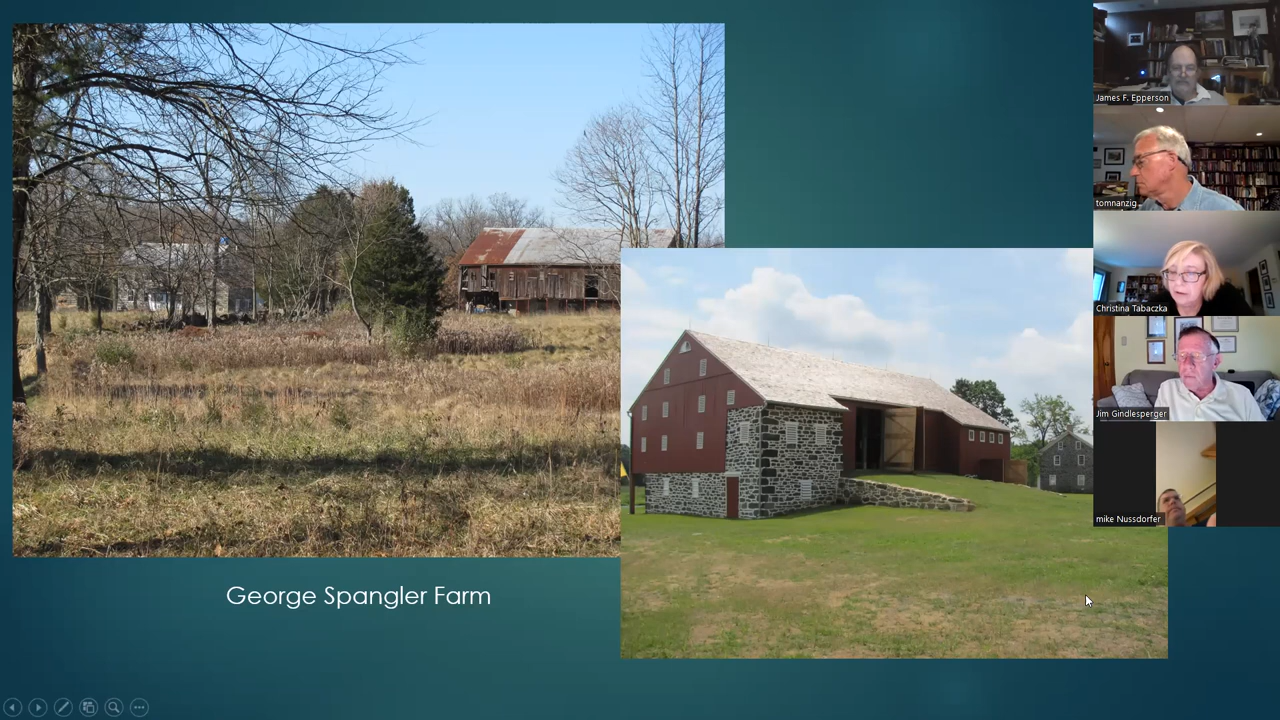 George Spangler Farm
James F. Epperson
tomnanzig
Christina Tabaczka
Jim Gindlesperger
mike Nussdorfer